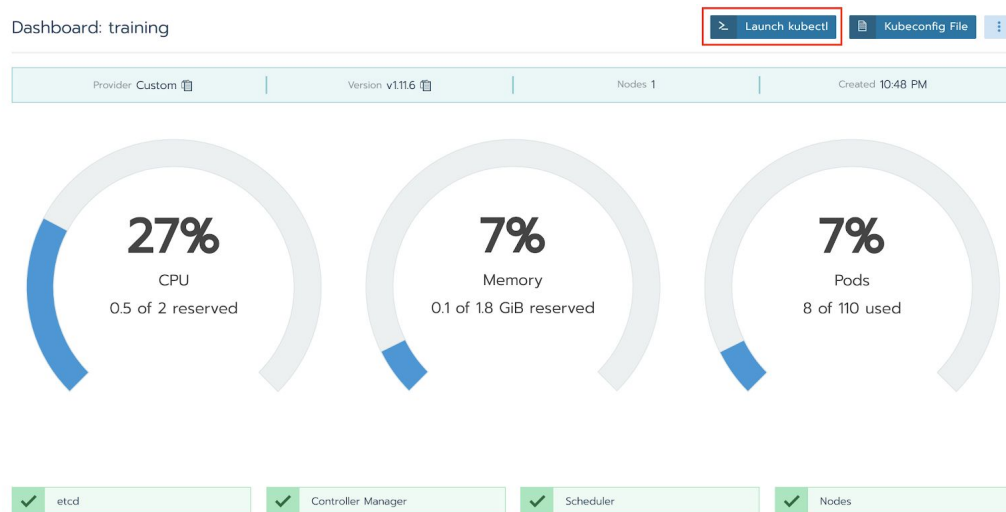 Dashboard: training
Launch kubectl
Kubeconfig File
Provider Custom
Version v1.11.6
Nodes 1
Created 10:48 PM
27%
CPU
0.5 of 2 reserved
7%
Memory
0.1 of 1.8 GiB reserved
7%
Pods
8 of 110 used
etcd
Controller Manager
Scheduler
Nodes